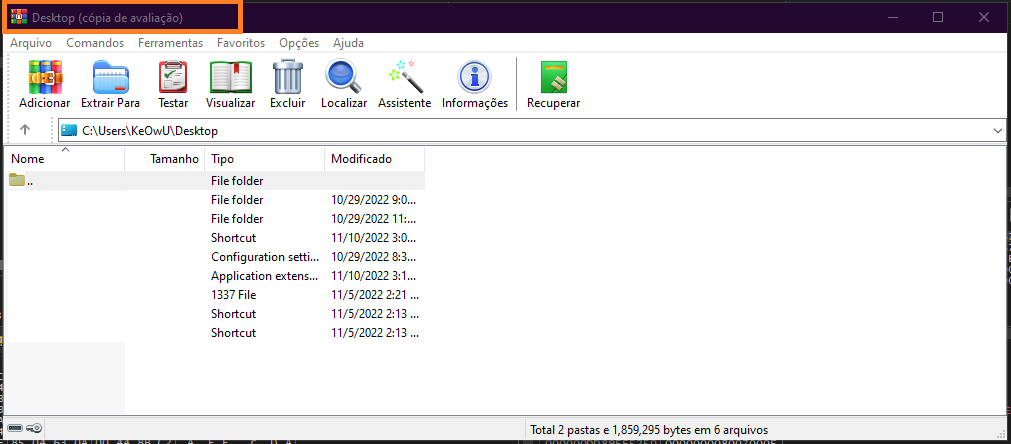 Desktop (cópia de avaliação)
Arquivo Comandos Ferramentas Favoritos Opções Ajuda
Adicionar Extrair Para Testar Visualizar Excluir Localizar Assistente Informações Recuperar
C:\Users\KeOwU\Desktop
Nome Tamanho Tipo Modificado
.. File folder
File folder 10/29/2022 9:0...
File folder 10/29/2022 11:...
Shortcut 11/10/2022 3:0...
Configuration setti... 10/29/2022 8:3...
Application extens... 11/10/2022 3:1...
1337 File 11/5/2022 2:21 ...
Shortcut 11/5/2022 2:13 ...
Shortcut 11/5/2022 2:13 ...
Total 2 pastas e 1,859,295 bytes em 6 arquivos